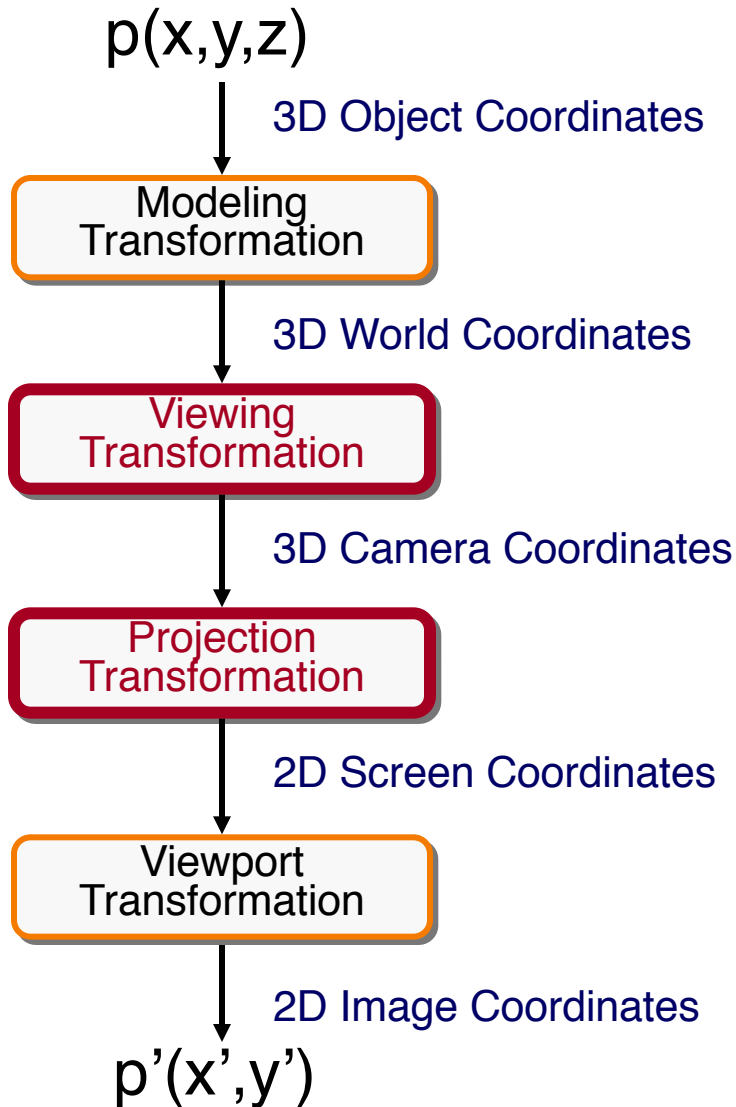 p(x,y,z)
3D Object Coordinates
Modeling
Transformation
3D World Coordinates
Viewing
Transformation
3D Camera Coordinates
Projection
Transformation
2D Screen Coordinates
Viewport
Transformation
2D Image Coordinates
p’(x’,y’)